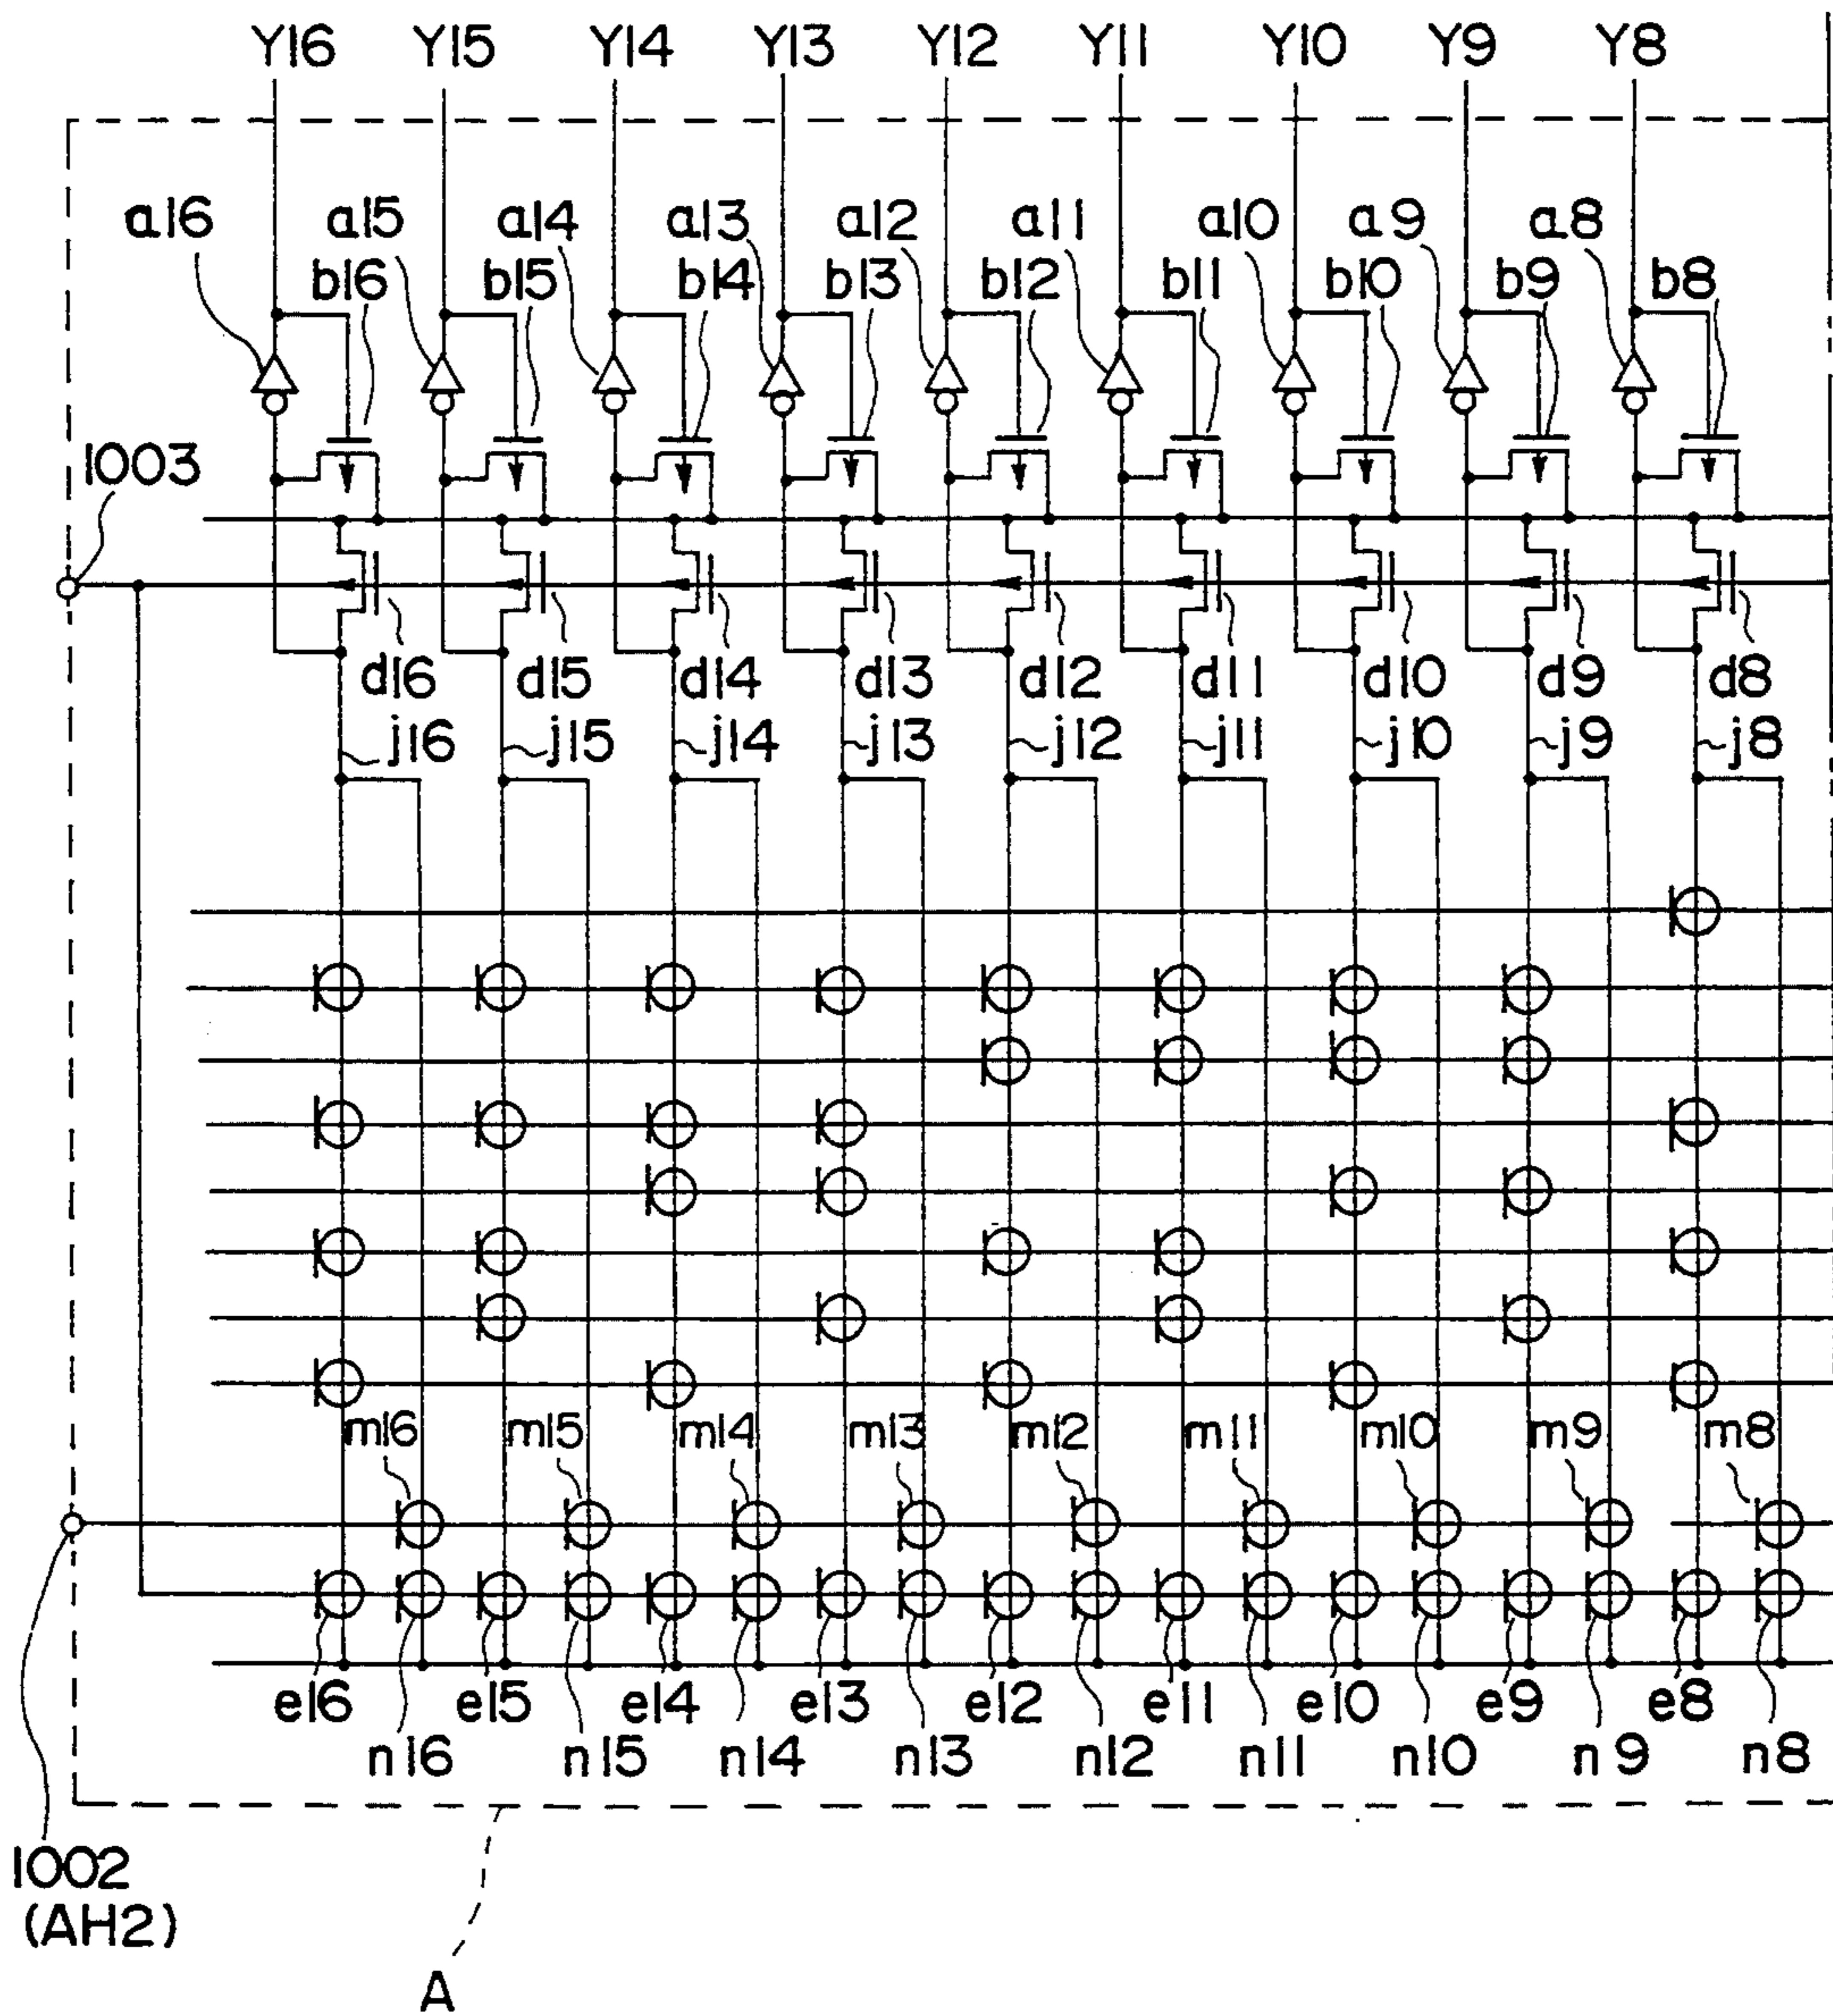 Y16 Y15 Y14 Y13 Y12 Y11 Y10 Y9 Y8
a16 a15 a14 a13 a12 a11 a10 a9 a8
b16 b15 b14 b13 b12 b11 b10 b9 b8
1003
d16 d15 d14 d13 d12 d11 d10 d9 d8
j16 j15 j14 j13 j12 j11 j10 j9 j8
m16 m15 m14 m13 m12 m11 m10 m9 m8
e16 e15 e14 e13 e12 e11 e10 e9 e8
n16 n15 n14 n13 n12 n11 n10 n9 n8
1002
(AH2)
A